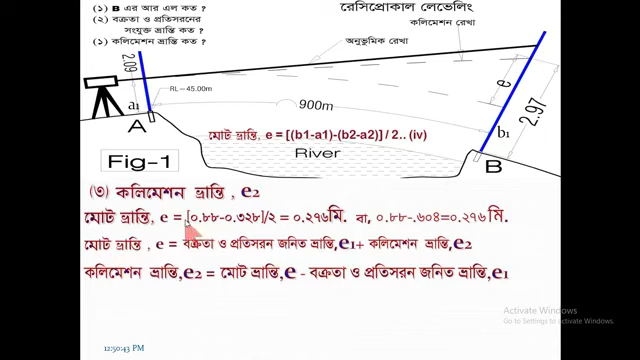 (১) B এর আর এল কত ?
(২) বক্রতা ও প্রতিসরনের
সংযুক্ত ভ্রান্তি কত ?
(১) কলিমেশন ভ্রান্তি কত ?
রেসিপ্রোকাল লেভেলিং
কলিমেশন রেখা
অনুভূমিক রেখা
2.09
RL=45.00m
a₁
A
900m
e
2.97
b₁
B
মোট ভ্রান্তি, e = [(b1-a1)-(b2-a2)] / 2.. (iv)
River
Fig-1
(৩) কলিমেশন ভ্রান্তি , e2
মোট ভ্রান্তি, e = [০.৮৮-০.৩২৮]/২ = ০.২৭৬মি. বা, ০.৮৮-.৬০৪=০.২৭৬ মি.
মোট ভ্রান্তি, e = বক্রতা ও প্রতিসরন জনিত ভ্রান্তি,e1+ কলিমেশন ভ্রান্তি,e2
কলিমেশন ভ্রান্তি,e2 = মোট ভ্রান্তি,e - বক্রতা ও প্রতিসরন জনিত ভ্রান্তি,e1
Activate Windows
Go to Settings to activate Windows.
12:50:43 PM